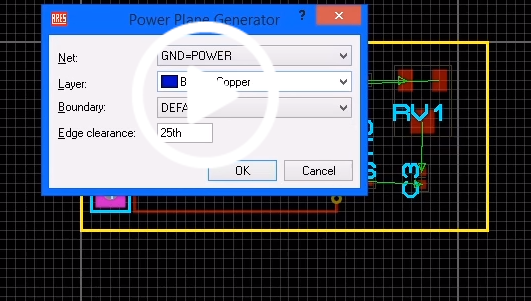 ARES
Power Plane Generator
?
Net: GND=POWER
Layer: Copper
Boundary: DEFA
Edge clearance: 25th
OK Cancel
RV1
C3